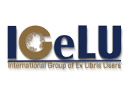 IGeLU
International Group of Ex Libris Users